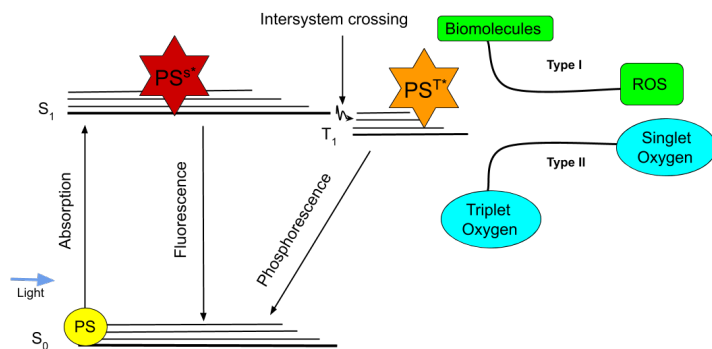 Intersystem crossing
Biomolecules
PSˢ*
PSᵀ*
Type I
ROS
S₁
T₁
Singlet
Oxygen
Type II
Absorption
Fluorescence
Phosphorescence
Triplet
Oxygen
Light
PS
S₀